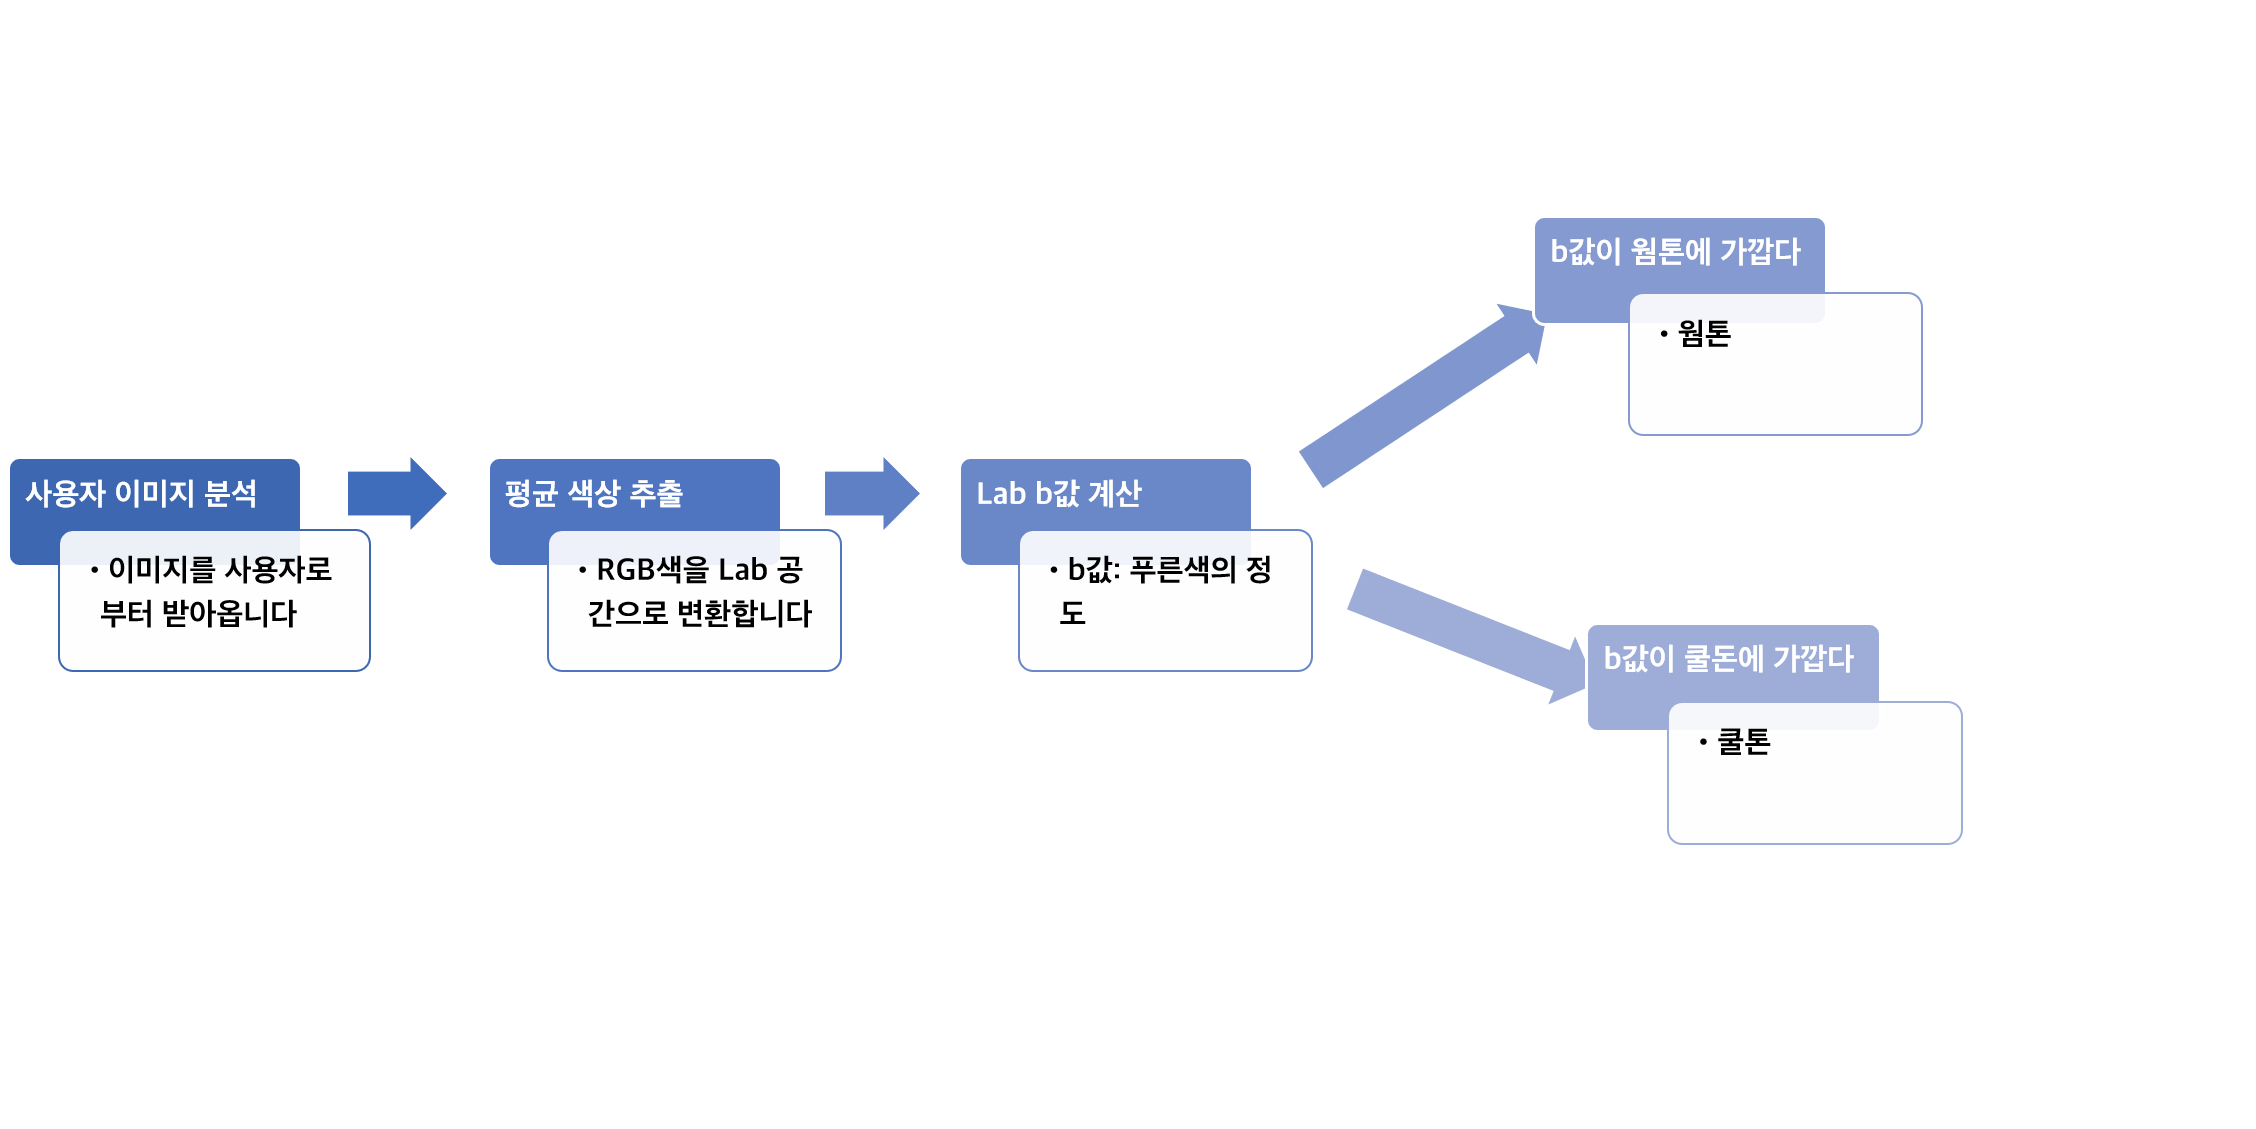 사용자 이미지 분석
• 이미지를 사용자로
부터 받아옵니다
평균 색상 추출
• RGB색을 Lab 공
간으로 변환합니다
Lab b값 계산
• b값: 푸른색의 정
도
b값이 웜톤에 가깝다
• 웜톤
b값이 쿨돈에 가깝다
• 쿨톤